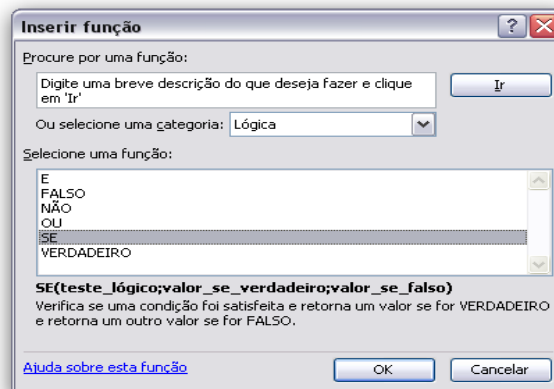 Inserir função
Procure por uma função:
Digite uma breve descrição do que deseja fazer e clique
em 'Ir'
Ir
Ou selecione uma categoria: Lógica
Selecione uma função:
E
FALSO
NÃO
OU
SE
VERDADEIRO
SE(teste_lógico;valor_se_verdadeiro;valor_se_falso)
Verifica se uma condição foi satisfeita e retorna um valor se for VERDADEIRO
e retorna um outro valor se for FALSO.
Ajuda sobre esta função
OK
Cancelar